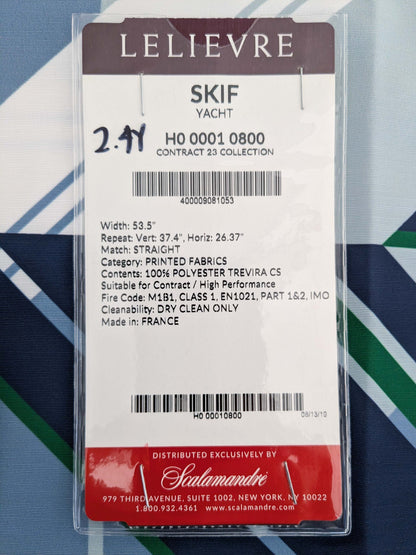 LELIEVRE
SKIF
YACHT
2.4Y
H0 0001 0800
CONTRACT 23 COLLECTION
400009081053
Width: 53.5"
Repeat: Vert: 37.4", Horiz: 26.37"
Match: STRAIGHT
Category: PRINTED FABRICS
Contents: 100% POLYESTER TREVIRA CS
Suitable for Contract / High Performance
Fire Code: M1B1, CLASS 1, EN1021, PART 1&2, IMO
Cleanability: DRY CLEAN ONLY
Made in: FRANCE
H0 00010800
08/13/19
DISTRIBUTED EXCLUSIVELY BY
Scalamandré
979 THIRD AVENUE, SUITE 1002, NEW YORK, NY 10022
1.800.932.4361 www.scalamandre.com